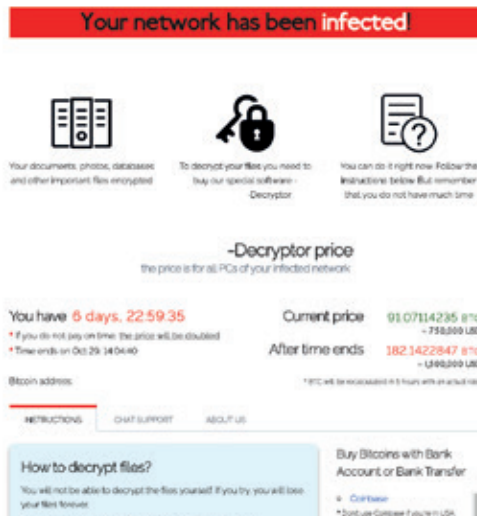 Your network has been infected!
Your documents, photos, databases
and other important files encrypted
To decrypt your files you need to
buy our special software -
Decryptor
You can do it right now. Follow the
instructions below. But remember
that you do not have much time
-Decryptor price
the price is for all PCs of your infected network
You have 6 days, 22:59:35
* If you do not pay on time, the price will be doubled
* Time ends on Oct 29, 14:04:40
Current price 91.07114235 BTC
~ 750,000 USD
After time ends 182.1422847 BTC
~ 1,500,000 USD
Bitcoin address:
* BTC will be recalculated in 5 hours with an actual rate
INSTRUCTIONS CHAT SUPPORT ABOUT US
How to decrypt files?
You will not be able to decrypt the files yourself. If you try, you will lose
your files forever.
Buy Bitcoins with Bank
Account or Bank Transfer
Coinbase